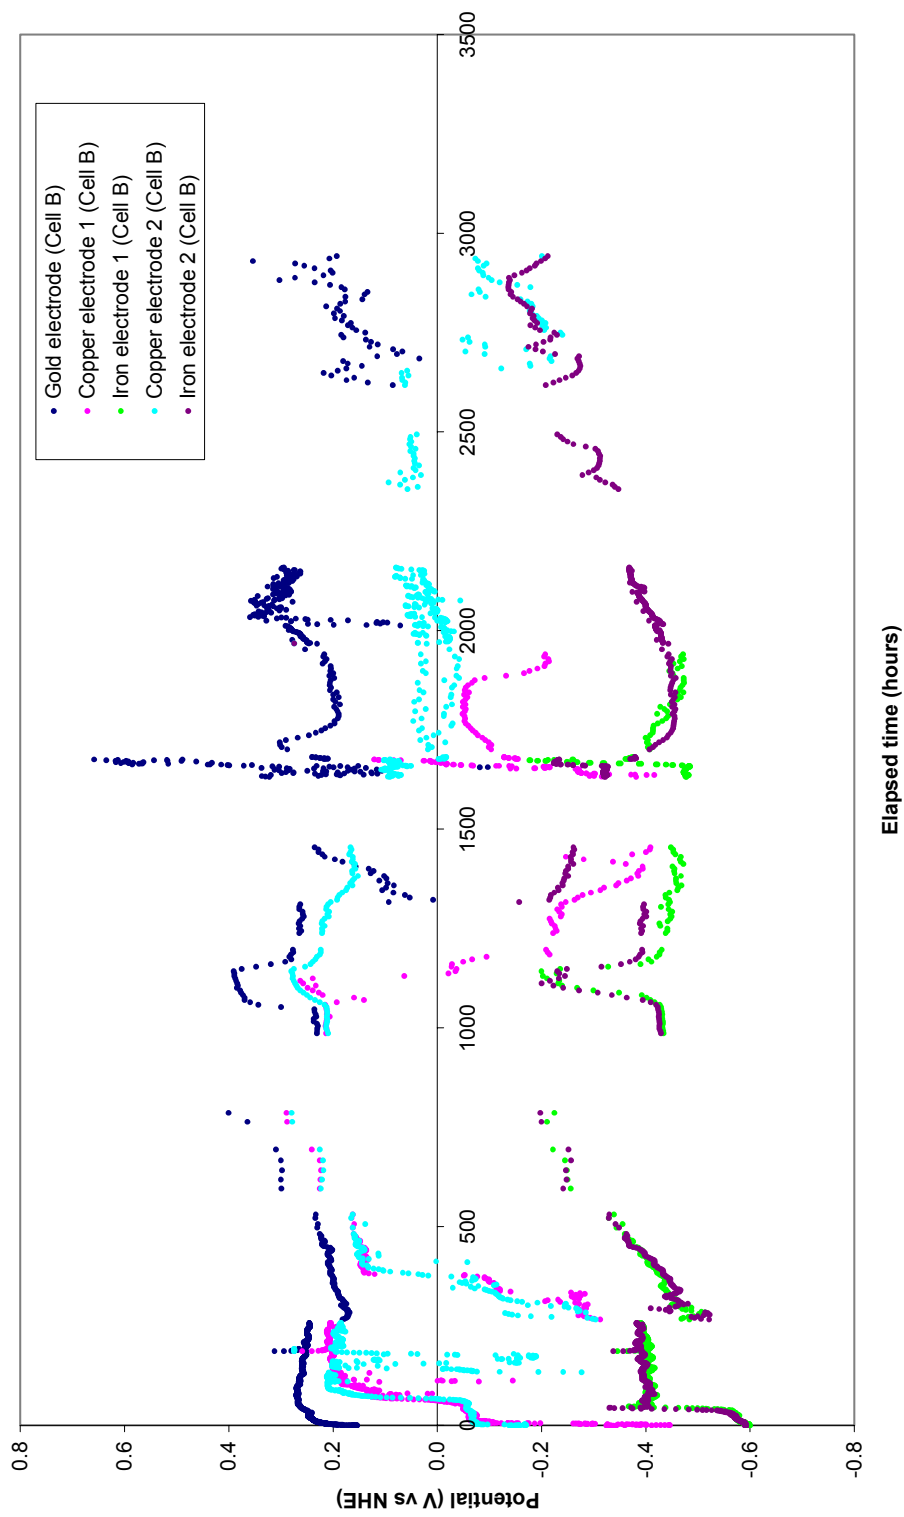 0.8
0.6
0.4
0.2
0.0
-0.2
-0.4
-0.6
-0.8
Potential (V vs NHE)
0
500
1000
1500
2000
2500
3000
3500
Elapsed time (hours)
Gold electrode (Cell B)
Copper electrode 1 (Cell B)
Iron electrode 1 (Cell B)
Copper electrode 2 (Cell B)
Iron electrode 2 (Cell B)